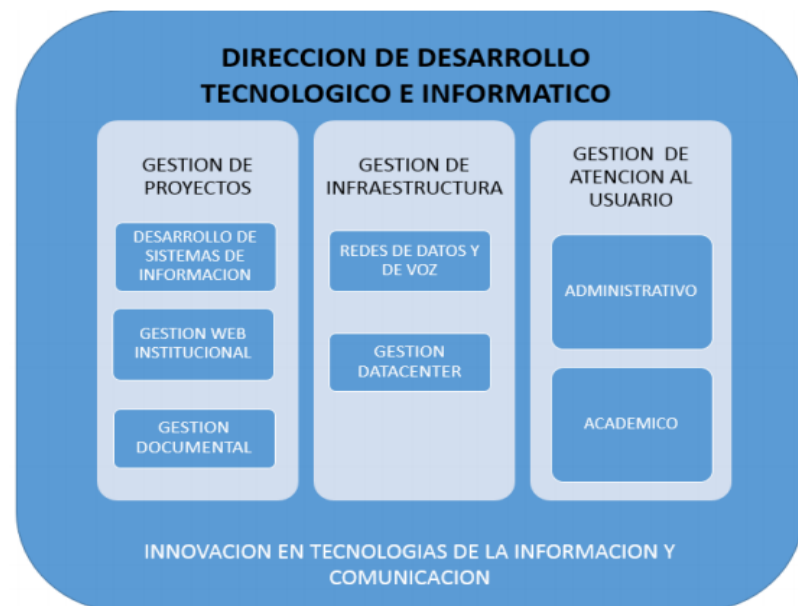 DIRECCION DE DESARROLLO
TECNOLOGICO E INFORMATICO
GESTION DE
PROYECTOS
DESARROLLO DE
SISTEMAS DE
INFORMACION
GESTION WEB
INSTITUCIONAL
GESTION
DOCUMENTAL
GESTION DE
INFRAESTRUCTURA
REDES DE DATOS Y
DE VOZ
GESTION
DATACENTER
GESTION DE
ATENCION AL
USUARIO
ADMINISTRATIVO
ACADEMICO
INNOVACION EN TECNOLOGIAS DE LA INFORMACION Y
COMUNICACION